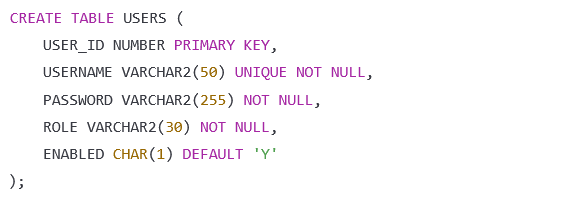 CREATE TABLE USERS (
    USER_ID NUMBER PRIMARY KEY,
    USERNAME VARCHAR2(50) UNIQUE NOT NULL,
    PASSWORD VARCHAR2(255) NOT NULL,
    ROLE VARCHAR2(30) NOT NULL,
    ENABLED CHAR(1) DEFAULT 'Y'
);